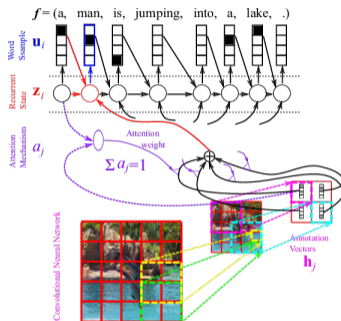 f = (a, man, is, jumping, into, a, lake, .)
Word
Ssample
u_i
Recurrent
State
z_i
Attention
Mechanism
a_j
Attention
weight
∑ a_j=1
Convolutional Neural Network
Annotation
Vectors
h_j